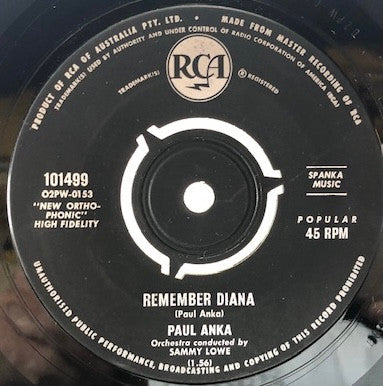 PRODUCT OF RCA OF AUSTRALIA PTY. LTD. • MADE FROM MASTER RECORDING OF RCA
TRADEMARK(S) USED BY AUTHORITY AND UNDER CONTROL OF RADIO CORPORATION OF AMERICA
RCA
TRADEMARK(S) ® REGISTERED
101499
O2PW-0153
"NEW ORTHO-
PHONIC"
HIGH FIDELITY
SPANKA
MUSIC
POPULAR
45 RPM
REMEMBER DIANA
(Paul Anka)
PAUL ANKA
Orchestra conducted by
SAMMY LOWE
(1.56)
UNAUTHORISED PUBLIC PERFORMANCE, BROADCASTING AND COPYING OF THIS RECORD PROHIBITED